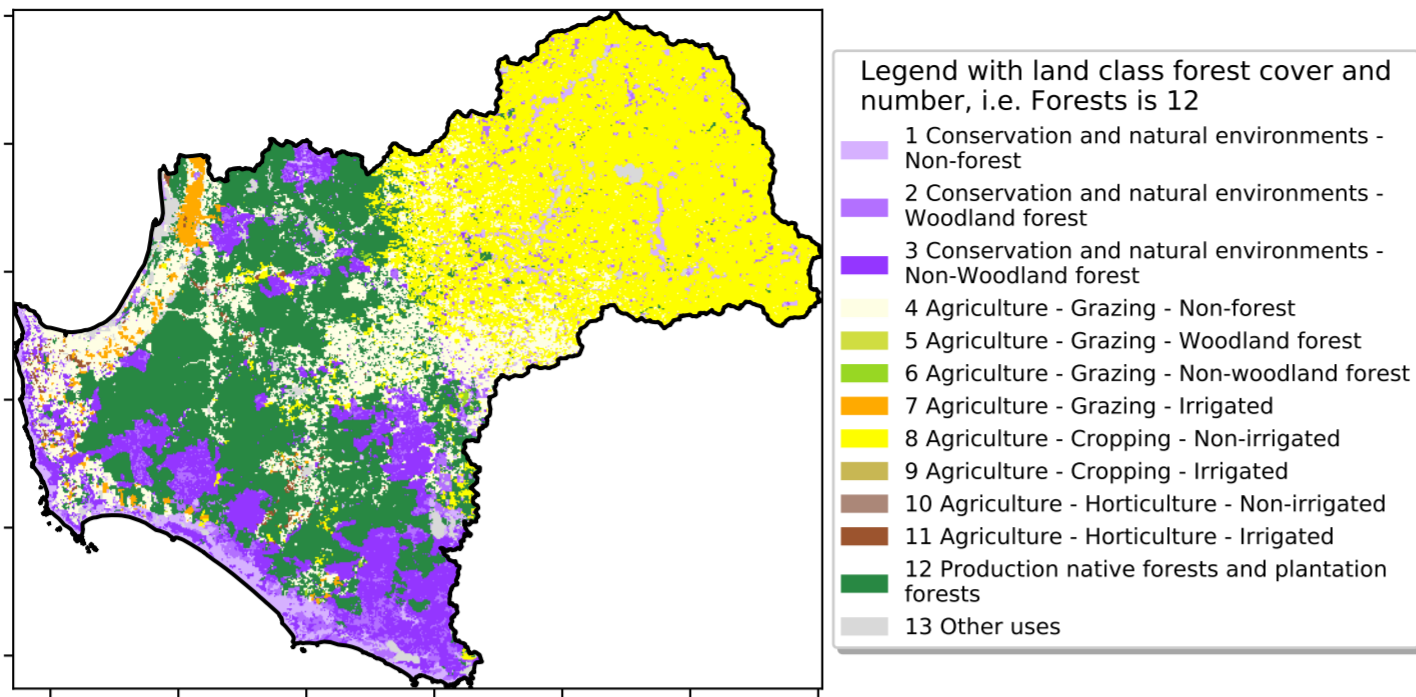 Legend with land class forest cover and
number, i.e. Forests is 12
1 Conservation and natural environments -
Non-forest
2 Conservation and natural environments -
Woodland forest
3 Conservation and natural environments -
Non-Woodland forest
4 Agriculture - Grazing - Non-forest
5 Agriculture - Grazing - Woodland forest
6 Agriculture - Grazing - Non-woodland forest
7 Agriculture - Grazing - Irrigated
8 Agriculture - Cropping - Non-irrigated
9 Agriculture - Cropping - Irrigated
10 Agriculture - Horticulture - Non-irrigated
11 Agriculture - Horticulture - Irrigated
12 Production native forests and plantation
forests
13 Other uses